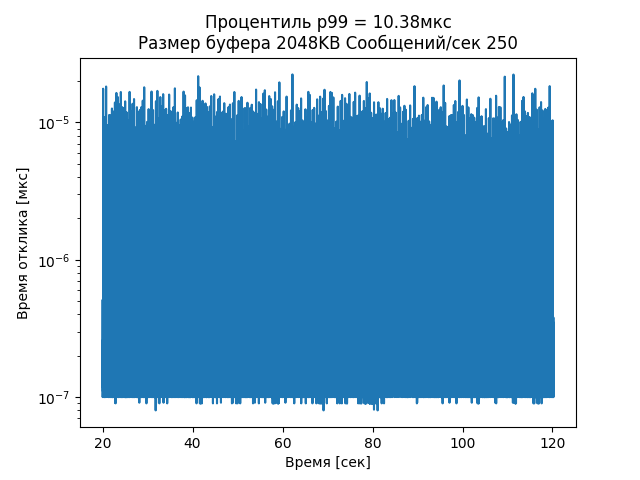 Процентиль p99 = 10.38мкс
Размер буфера 2048KB Сообщений/сек 250
Время отклика [мкс]
10⁻⁵
10⁻⁶
10⁻⁷
20 40 60 80 100 120
Время [сек]